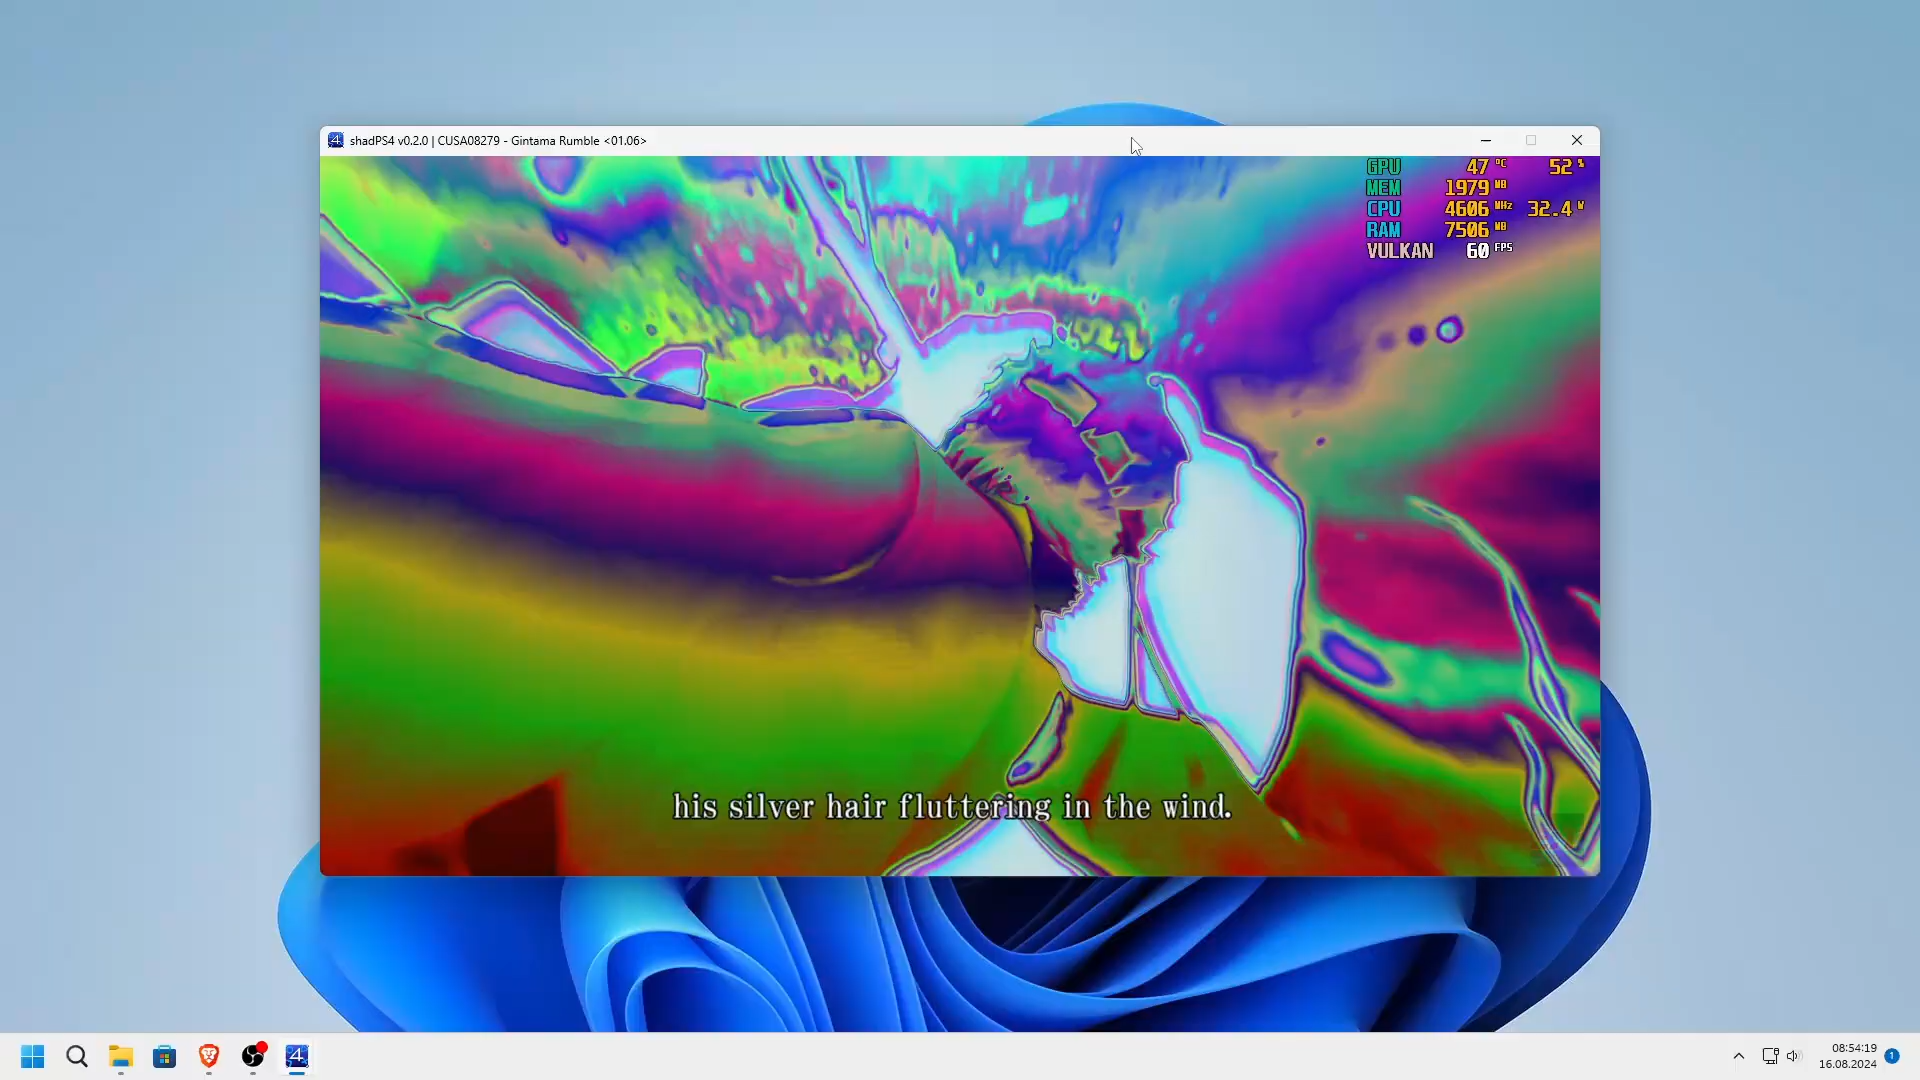 shadPS4 v0.2.0 | CUSA08279 - Gintama Rumble <01.06>
GPU 47 °C 52 %
MEM 1979 MB
CPU 4606 MHz 32.4 W
RAM 7506 MB
VULKAN 60 FPS
his silver hair fluttering in the wind.
4
08:54:19
16.08.2024
1